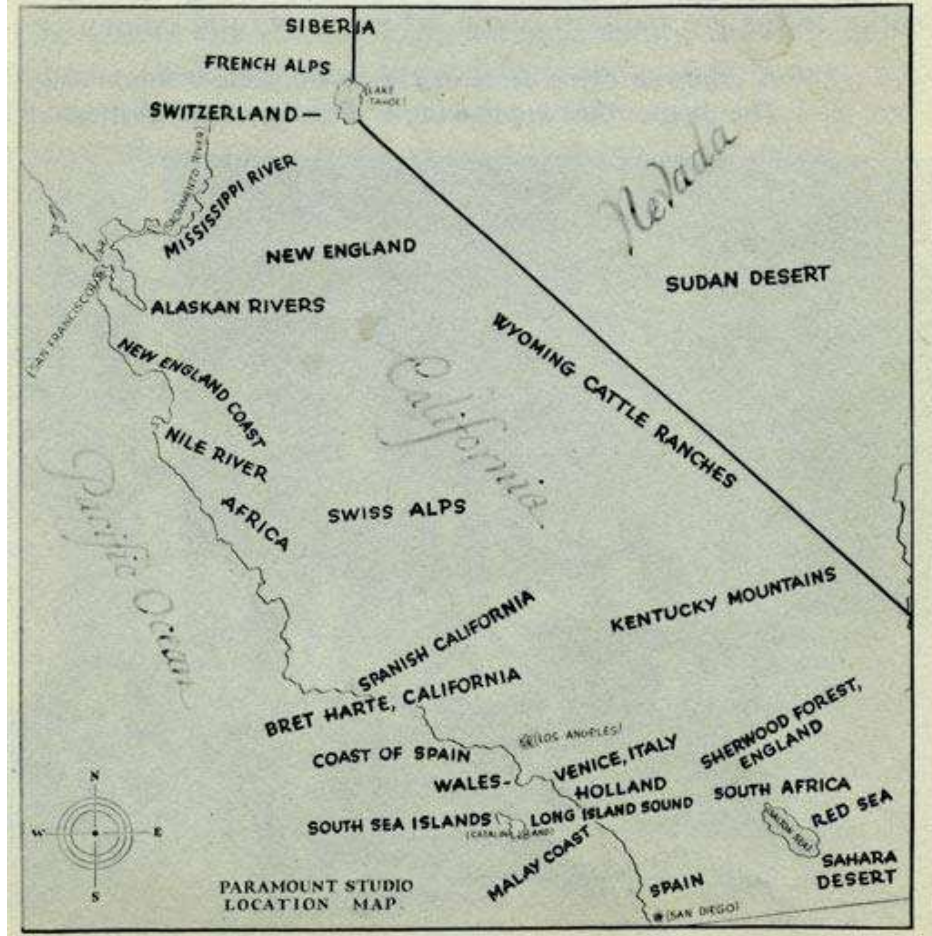 SIBERIA
FRENCH ALPS
(LAKE
TAHOE)
SWITZERLAND—
(SACRAMENTO RIVER)
MISSISSIPPI RIVER
Nevada
NEW ENGLAND
SUDAN DESERT
(SAN FRANCISCO)
ALASKAN RIVERS
WYOMING CATTLE RANCHES
NEW ENGLAND COAST
California
NILE RIVER
Pacific Ocean
AFRICA
SWISS ALPS
KENTUCKY MOUNTAINS
SPANISH CALIFORNIA
BRET HARTE, CALIFORNIA
SHERWOOD FOREST,
ENGLAND
(LOS ANGELES)
COAST OF SPAIN
VENICE, ITALY
WALES-
HOLLAND
SOUTH AFRICA
SOUTH SEA ISLANDS
LONG ISLAND SOUND
RED SEA
(SALTON SEA)
MALAY COAST
SAHARA
DESERT
SPAIN
(SAN DIEGO)
N
W
E
S
PARAMOUNT STUDIO
LOCATION MAP.